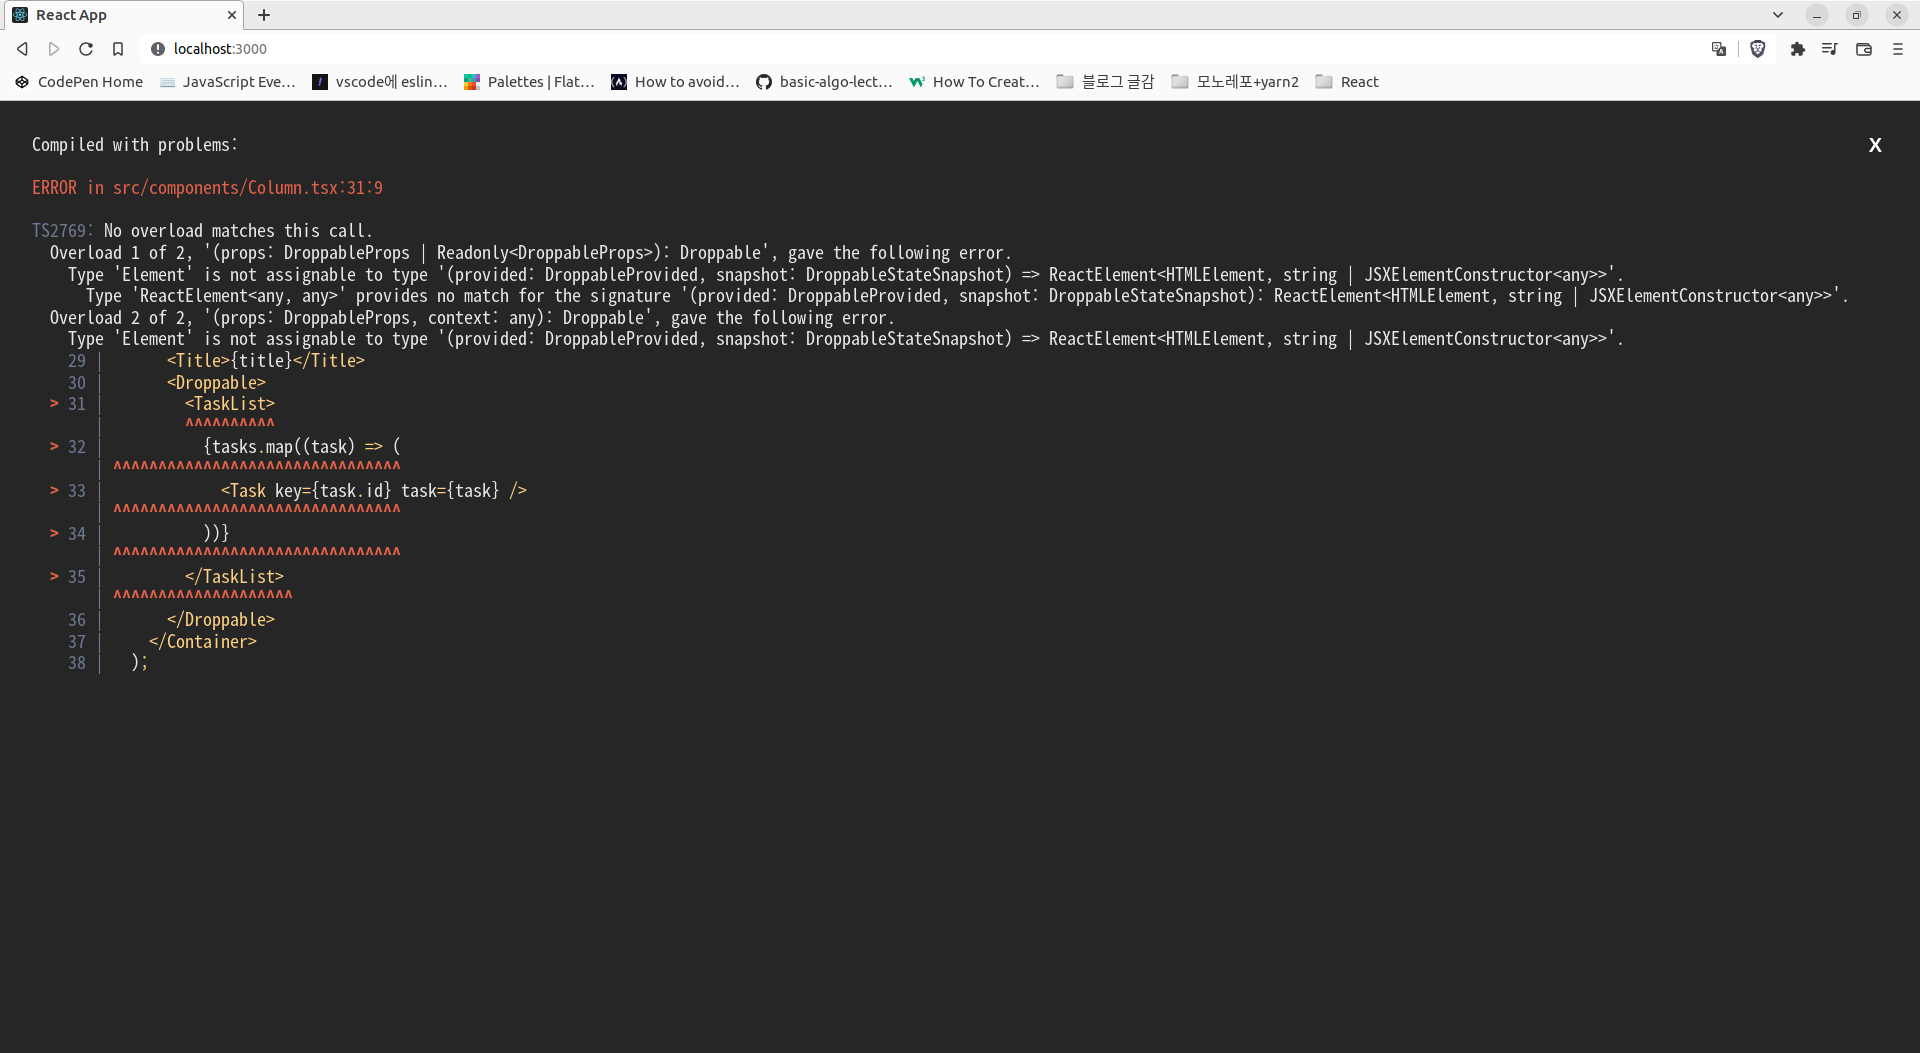 React App
localhost:3000
CodePen Home JavaScript Eve... vscode에 eslin... Palettes | Flat... How to avoid... basic-algo-lect... How To Creat... 블로그 글감 모노레포+yarn2 React
Compiled with problems: X
ERROR in src/components/Column.tsx:31:9
TS2769: No overload matches this call.
  Overload 1 of 2, '(props: DroppableProps | Readonly<DroppableProps>): Droppable', gave the following error.
    Type 'Element' is not assignable to type '(provided: DroppableProvided, snapshot: DroppableStateSnapshot) => ReactElement<HTMLElement, string | JSXElementConstructor<any>>'.
      Type 'ReactElement<any, any>' provides no match for the signature '(provided: DroppableProvided, snapshot: DroppableStateSnapshot): ReactElement<HTMLElement, string | JSXElementConstructor<any>>'.
  Overload 2 of 2, '(props: DroppableProps, context: any): Droppable', gave the following error.
    Type 'Element' is not assignable to type '(provided: DroppableProvided, snapshot: DroppableStateSnapshot) => ReactElement<HTMLElement, string | JSXElementConstructor<any>>'.
    29 |       <Title>{title}</Title>
    30 |       <Droppable>
  > 31 |         <TaskList>
       |         ^^^^^^^^^^
  > 32 |           {tasks.map((task) => (
       | ^^^^^^^^^^^^^^^^^^^^^^^^^^^^^^^^
  > 33 |             <Task key={task.id} task={task} />
       | ^^^^^^^^^^^^^^^^^^^^^^^^^^^^^^^^
  > 34 |           ))}
       | ^^^^^^^^^^^^^^^^^^^^^^^^^^^^^^^^
  > 35 |         </TaskList>
       | ^^^^^^^^^^^^^^^^^^^^
    36 |       </Droppable>
    37 |     </Container>
    38 |   );